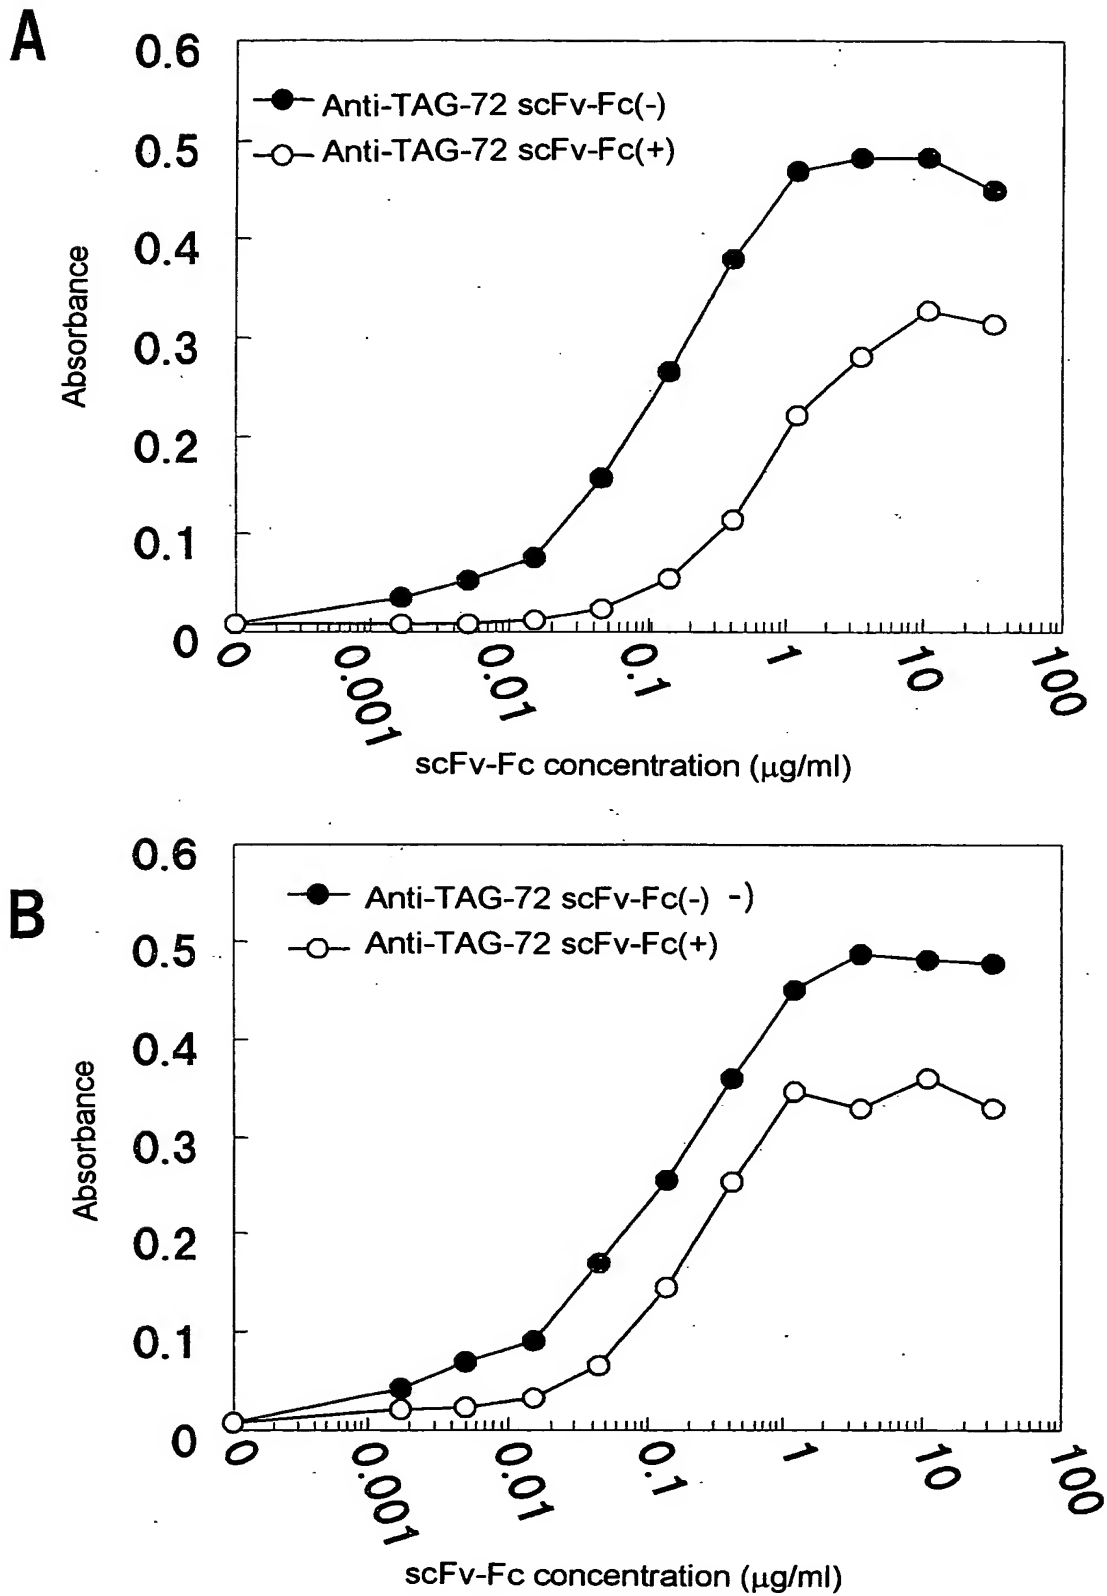 A
0.6
Anti-TAG-72 scFv-Fc(-)
Anti-TAG-72 scFv-Fc(+)
0.5
0.4
0.3
0.2
0.1
0
Absorbance
0 0.001 0.01 0.1 1 10 100
scFv-Fc concentration (μg/ml)
B
0.6
Anti-TAG-72 scFv-Fc(-) -)
Anti-TAG-72 scFv-Fc(+)
0.5
0.4
0.3
0.2
0.1
0
Absorbance
0 0.001 0.01 0.1 1 10 100
scFv-Fc concentration (μg/ml)